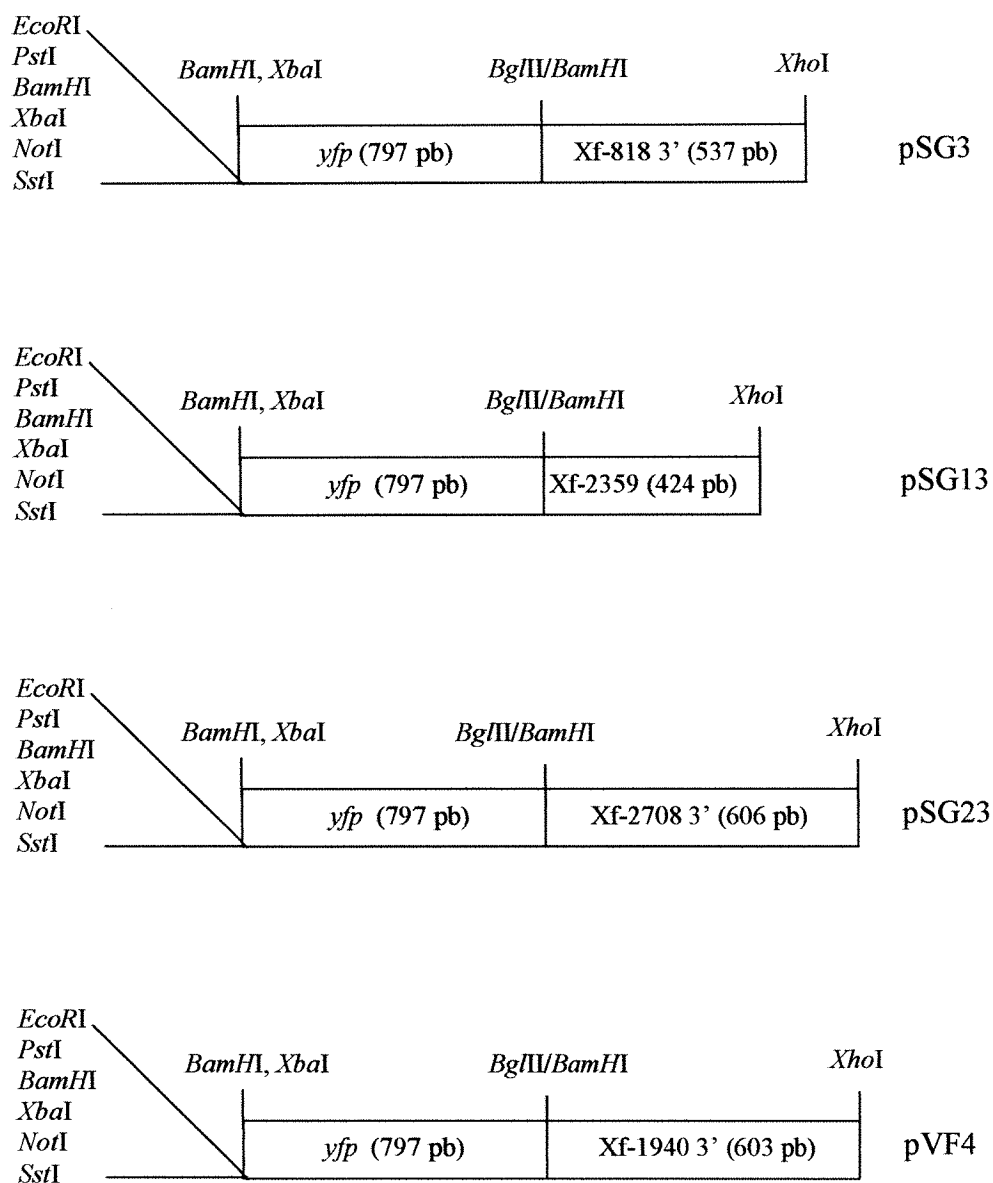 EcoRI
PstI
BamHI
XbaI
NotI
SstI
BamHI, XbaI
BglII/BamHI
XhoI
yfp (797 pb)
Xf-818 3’ (537 pb)
pSG3
EcoRI
PstI
BamHI
XbaI
NotI
SstI
BamHI, XbaI
BglII/BamHI
XhoI
yfp (797 pb)
Xf-2359 (424 pb)
pSG13
EcoRI
PstI
BamHI
XbaI
NotI
SstI
BamHI, XbaI
BglII/BamHI
XhoI
yfp (797 pb)
Xf-2708 3’ (606 pb)
pSG23
EcoRI
PstI
BamHI
XbaI
NotI
SstI
BamHI, XbaI
BglII/BamHI
XhoI
yfp (797 pb)
Xf-1940 3’ (603 pb)
pVF4